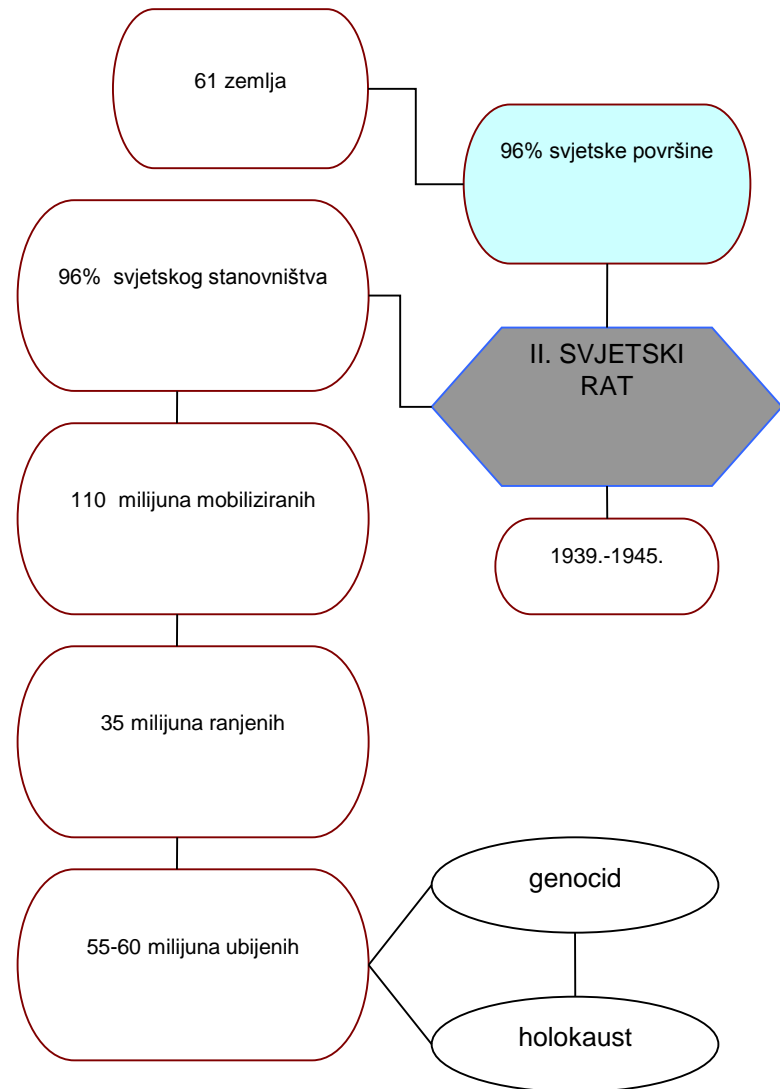 61 zemlja
96% svjetske površine
96%  svjetskog stanovništva
II. SVJETSKI
RAT
110  milijuna mobiliziranih
1939.-1945.
35 milijuna ranjenih
genocid
55-60 milijuna ubijenih
holokaust